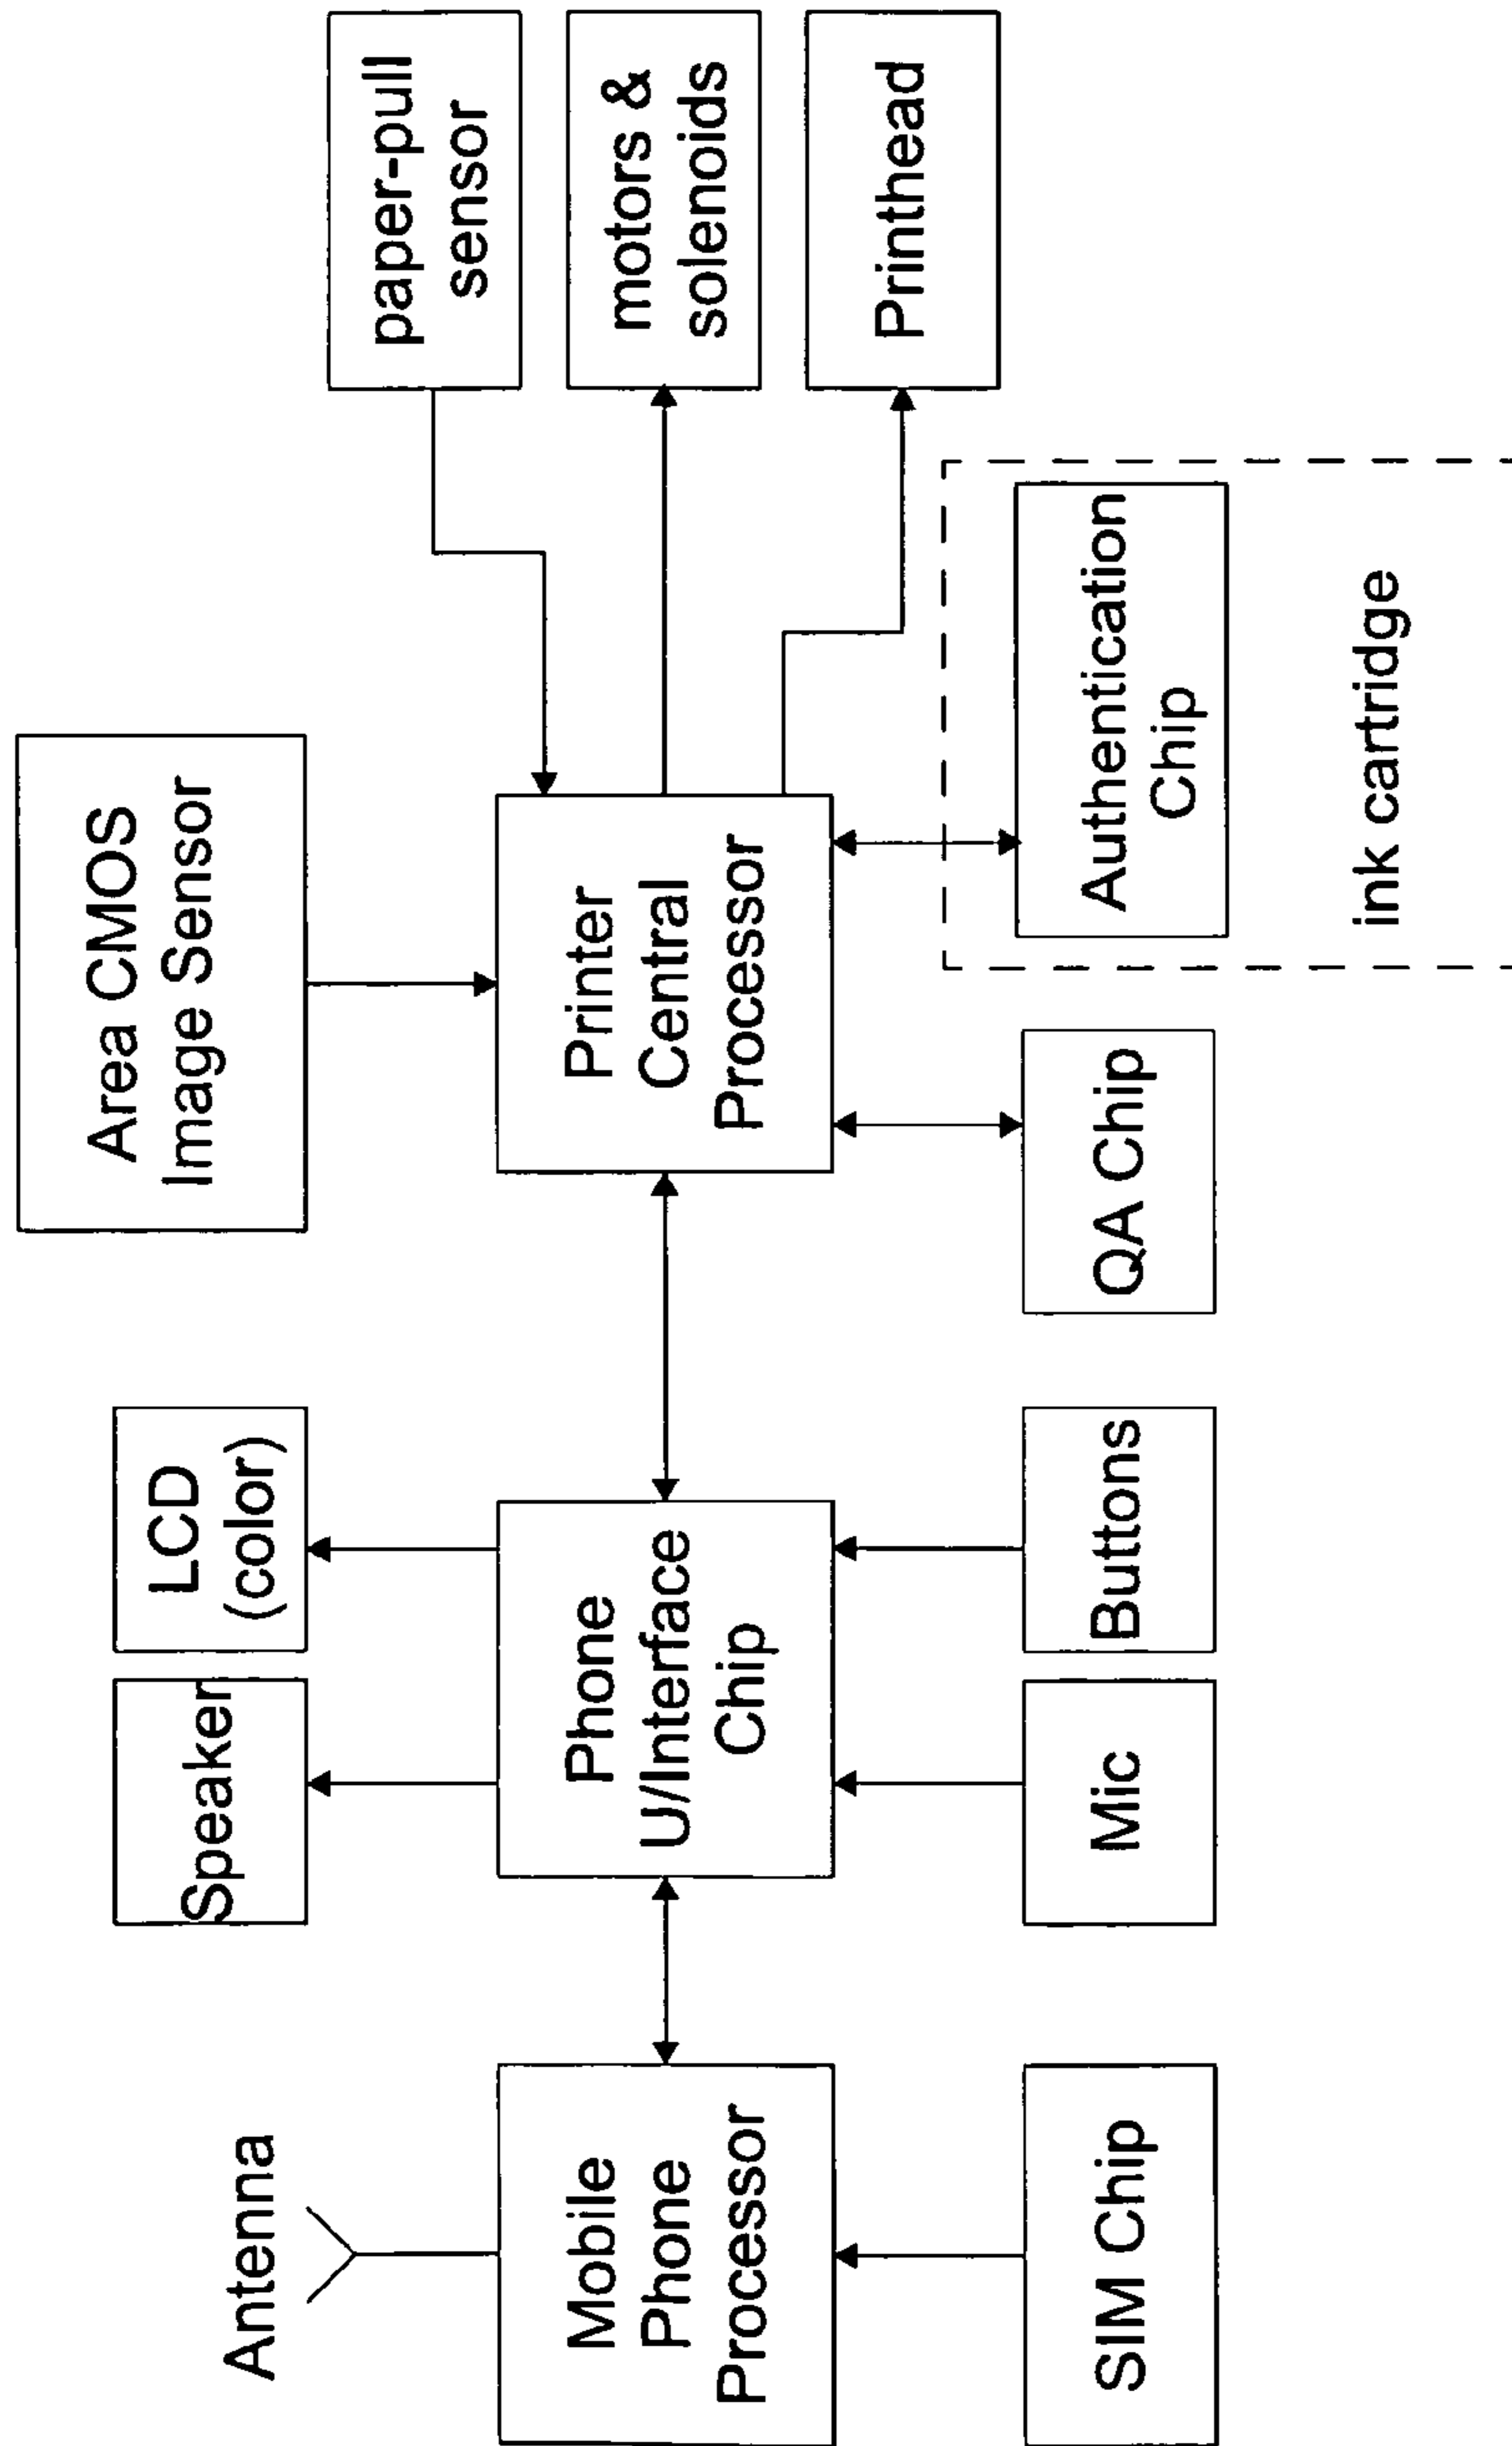 Antenna
Mobile
Phone
Processor
SIM Chip
Speaker
LCD
(color)
Phone
U/Interface
Chip
Mic
Buttons
Area CMOS
Image Sensor
Printer
Central
Processor
QA Chip
Authentication
Chip
ink cartridge
paper-pull
sensor
motors &
solenoids
Printhead